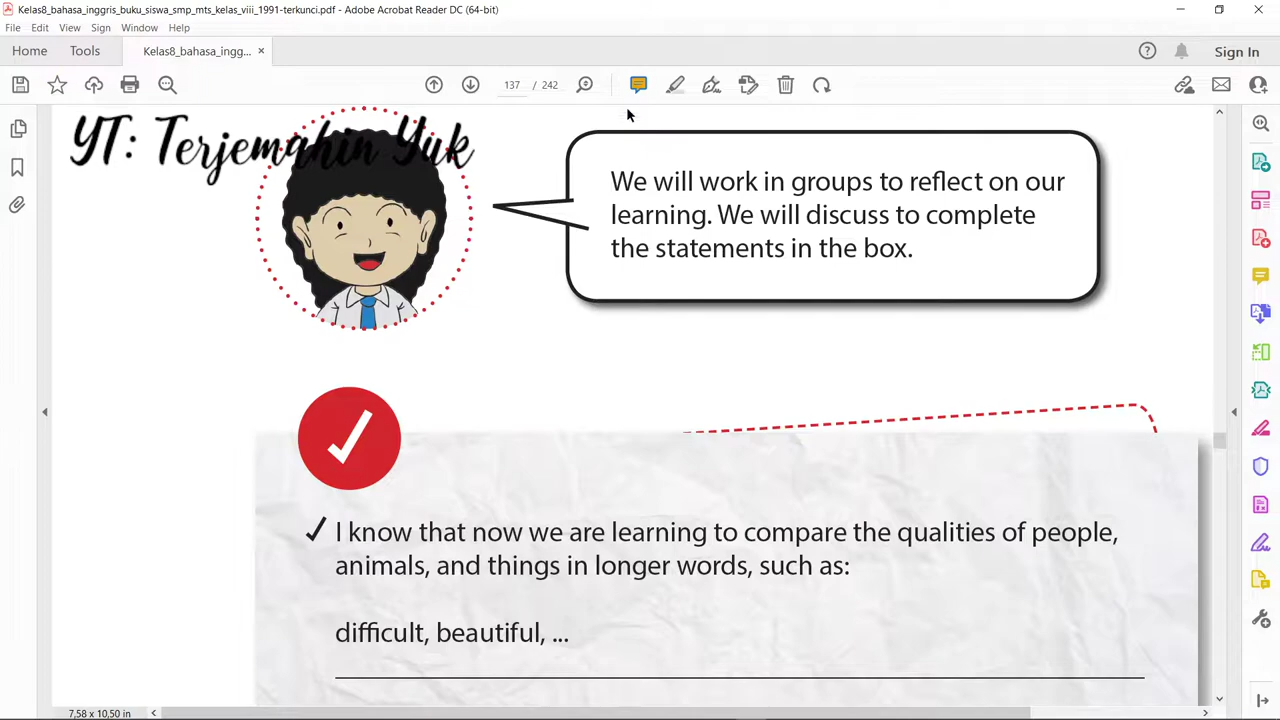 Kelas8_bahasa_inggris_buku_siswa_smp_mts_kelas_viii_1991-terkunci.pdf - Adobe Acrobat Reader DC (64-bit)
File Edit View Sign Window Help
Home Tools Kelas8_bahasa_ingg... × Sign In
137 / 242
YT: Terjemahin Yuk
We will work in groups to reflect on our
learning. We will discuss to complete
the statements in the box.
✓ I know that now we are learning to compare the qualities of people,
animals, and things in longer words, such as:
difficult, beautiful, ...
7,58 x 10,50 in